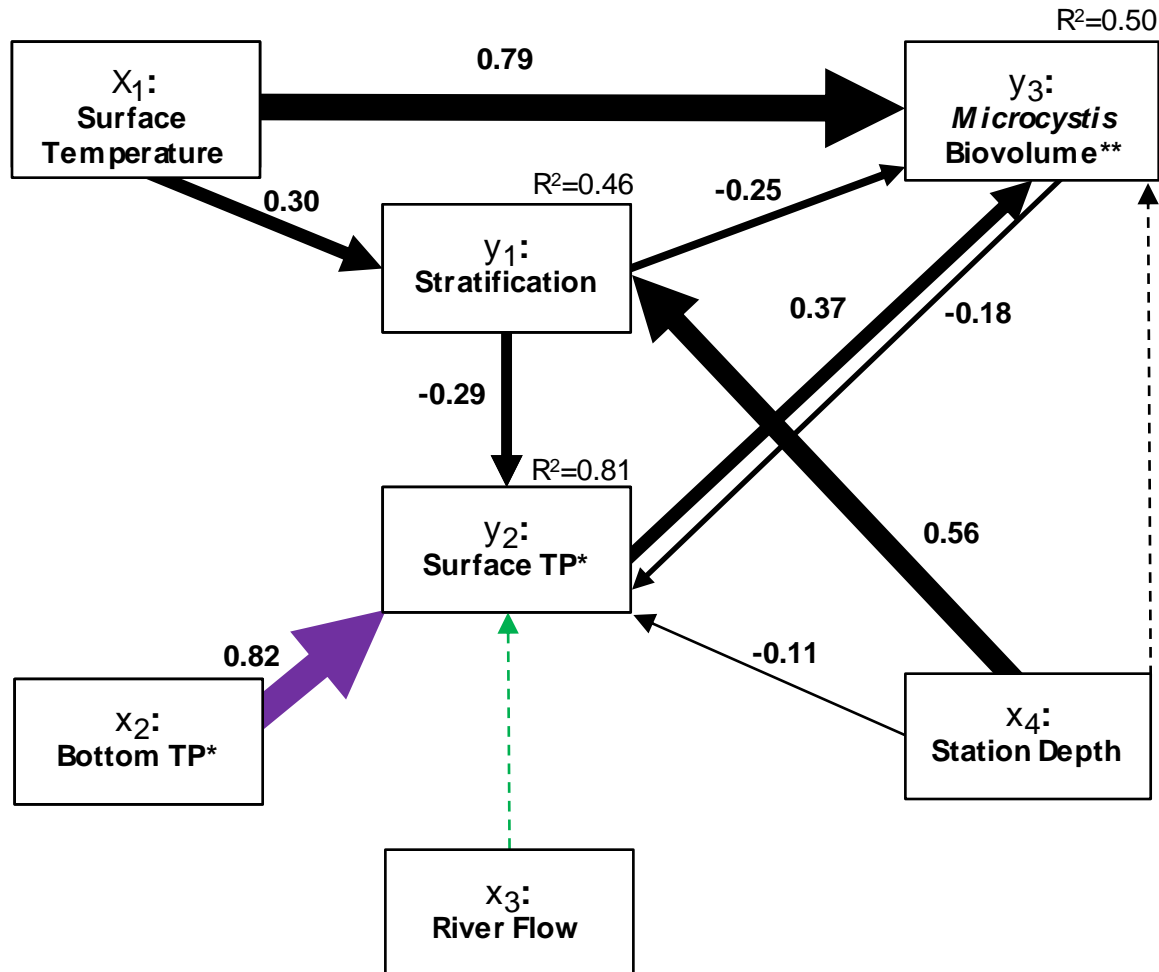 R²=0.50
X₁:
Surface
Temperature
0.79
y₃:
Microcystis
Biovolume**
0.30
R²=0.46
-0.25
y₁:
Stratification
0.37
-0.18
-0.29
R²=0.81
y₂:
Surface TP*
0.56
0.82
-0.11
x₂:
Bottom TP*
x₄:
Station Depth
x₃:
River Flow